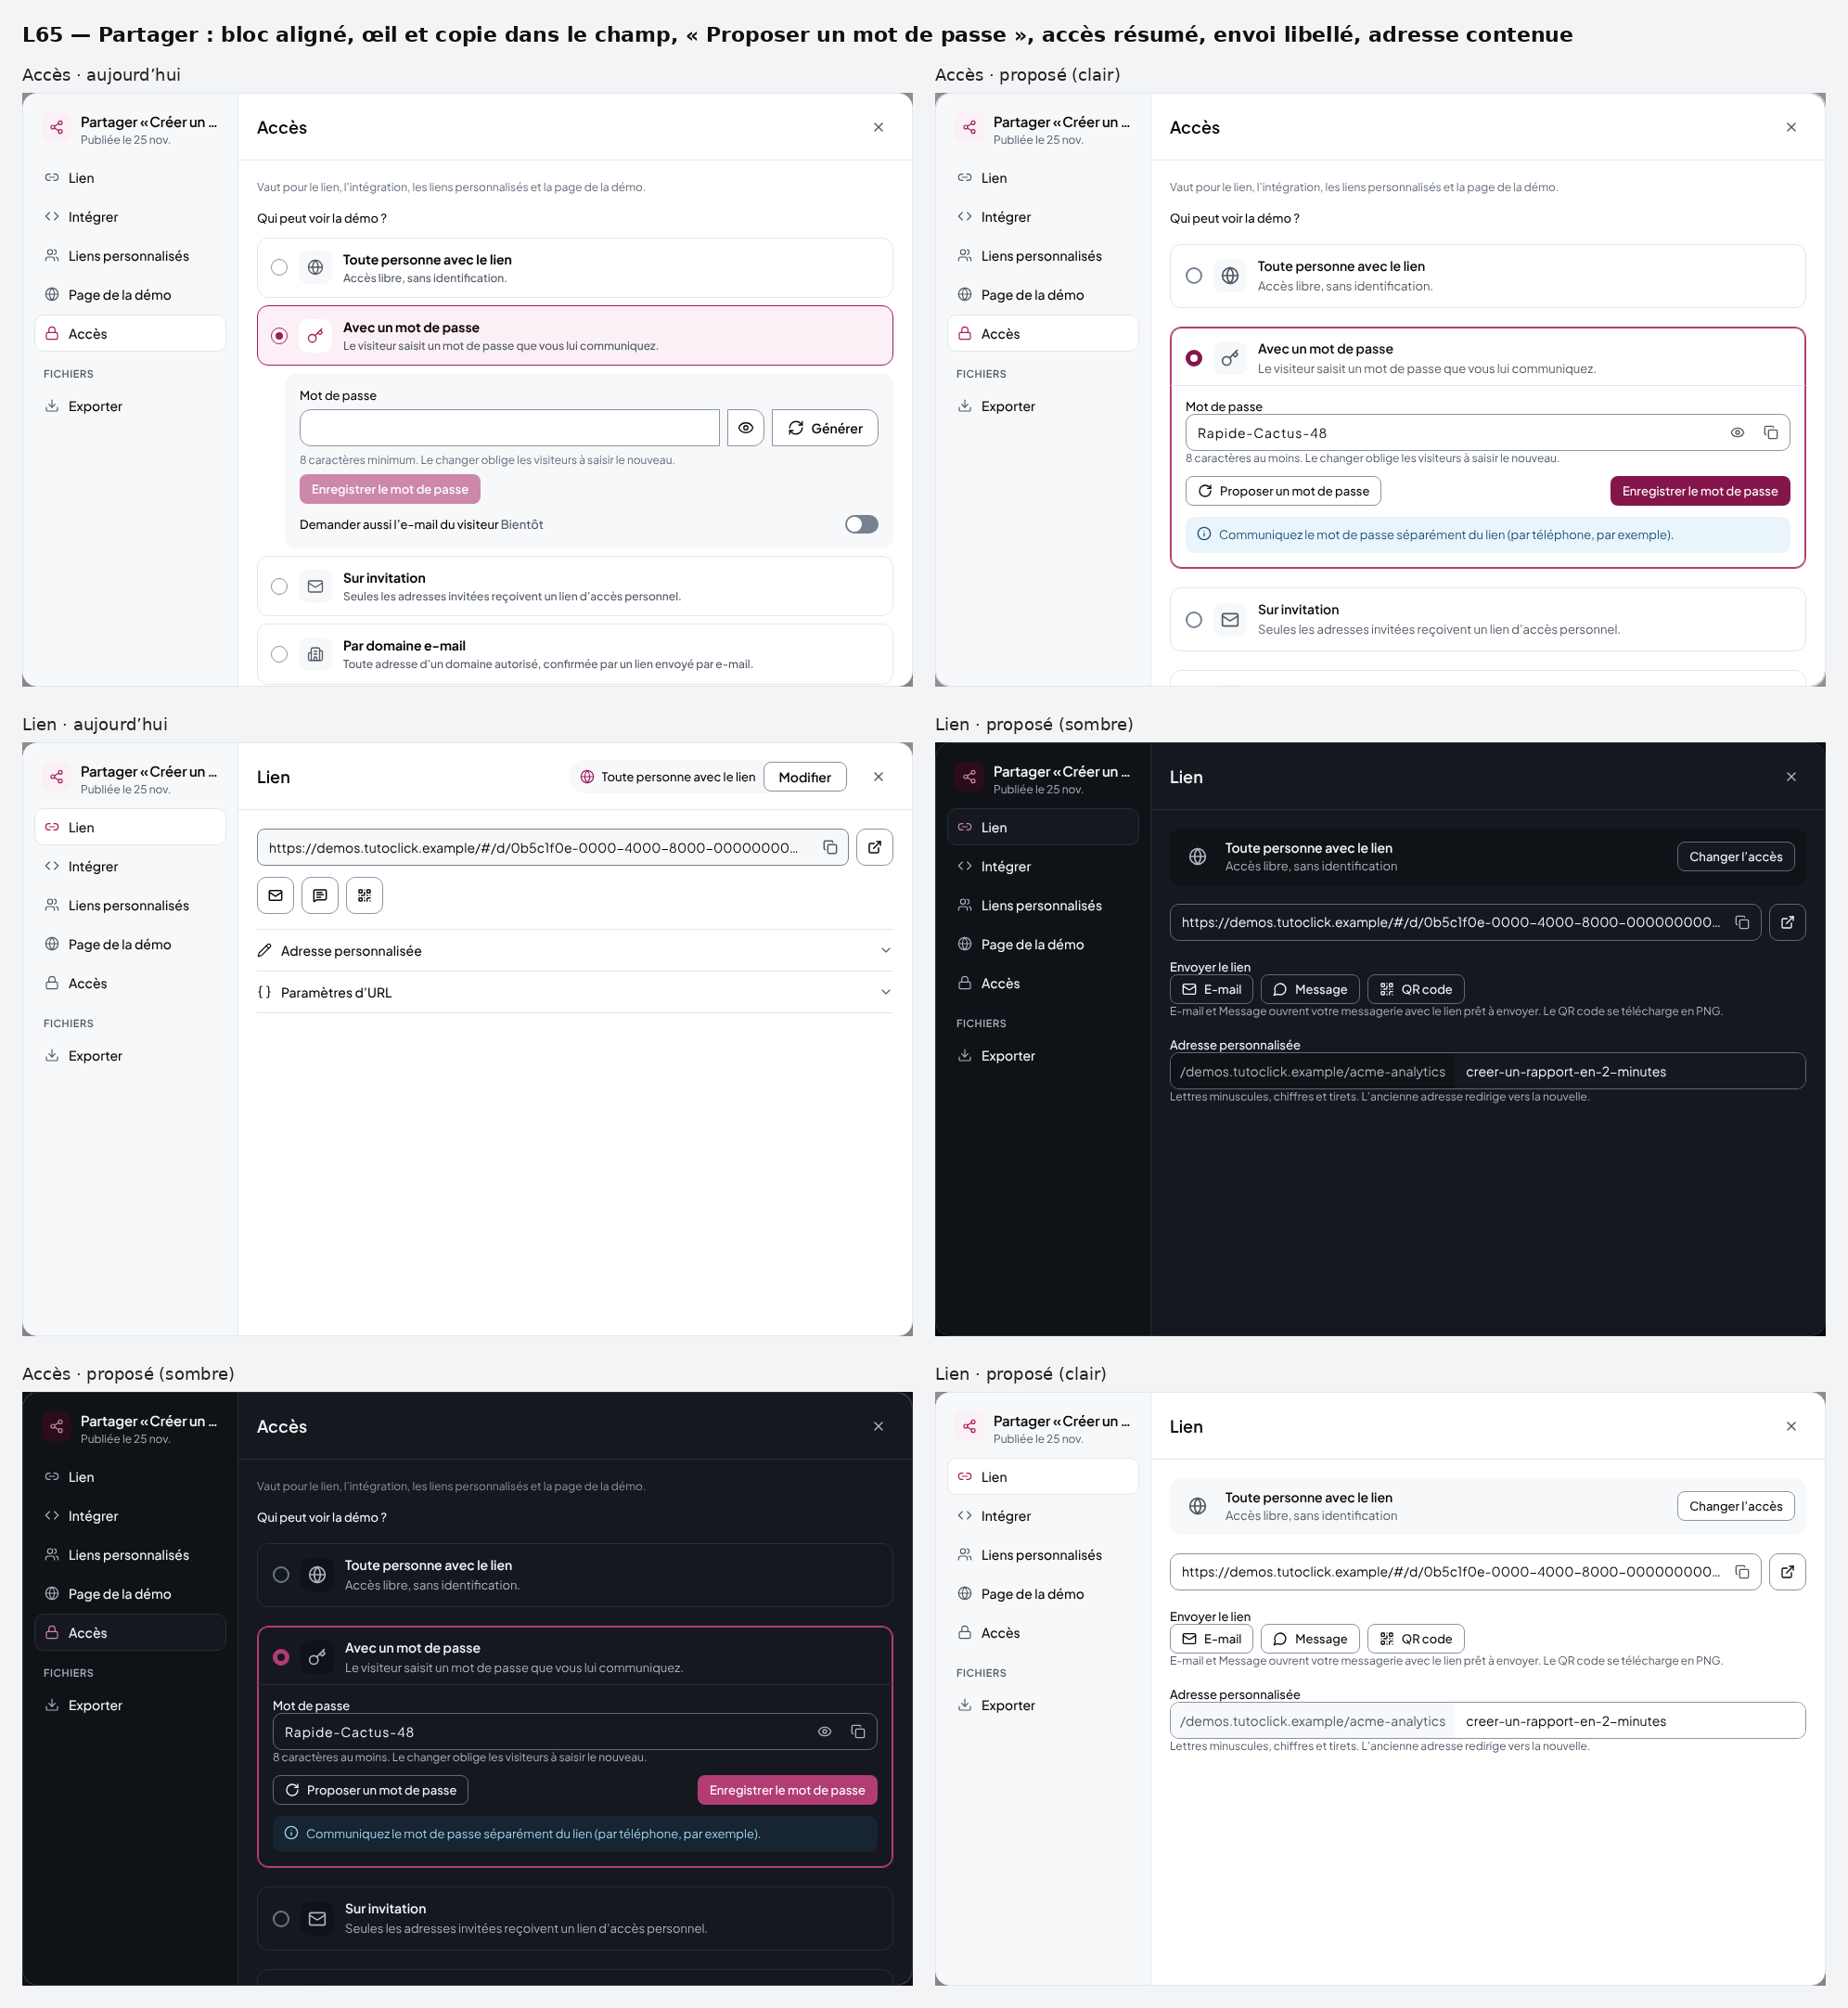 L65 — Partager : bloc aligné, œil et copie dans le champ, « Proposer un mot de passe », accès résumé, envoi libellé, adresse contenue
Accès · aujourd’hui
Partager « Créer un …
Publiée le 25 nov.
Lien
Intégrer
Liens personnalisés
Page de la démo
Accès
FICHIERS
Exporter
Accès
Vaut pour le lien, l’intégration, les liens personnalisés et la page de la démo.
Qui peut voir la démo ?
Toute personne avec le lien
Accès libre, sans identification.
Avec un mot de passe
Le visiteur saisit un mot de passe que vous lui communiquez.
Mot de passe
Générer
8 caractères minimum. Le changer oblige les visiteurs à saisir le nouveau.
Enregistrer le mot de passe
Demander aussi l’e-mail du visiteur Bientôt
Sur invitation
Seules les adresses invitées reçoivent un lien d’accès personnel.
Par domaine e-mail
Toute adresse d’un domaine autorisé, confirmée par un lien envoyé par e-mail.
Accès · proposé (clair)
Partager « Créer un …
Publiée le 25 nov.
Lien
Intégrer
Liens personnalisés
Page de la démo
Accès
FICHIERS
Exporter
Accès
Vaut pour le lien, l’intégration, les liens personnalisés et la page de la démo.
Qui peut voir la démo ?
Toute personne avec le lien
Accès libre, sans identification.
Avec un mot de passe
Le visiteur saisit un mot de passe que vous lui communiquez.
Mot de passe
Rapide-Cactus-48
8 caractères au moins. Le changer oblige les visiteurs à saisir le nouveau.
Proposer un mot de passe
Enregistrer le mot de passe
Communiquez le mot de passe séparément du lien (par téléphone, par exemple).
Sur invitation
Seules les adresses invitées reçoivent un lien d’accès personnel.
Lien · aujourd’hui
Partager « Créer un …
Publiée le 25 nov.
Lien
Intégrer
Liens personnalisés
Page de la démo
Accès
FICHIERS
Exporter
Lien
Toute personne avec le lien
Modifier
https://demos.tutoclick.example/#/d/0b5c1f0e-0000-4000-8000-00000000…
Adresse personnalisée
Paramètres d’URL
Lien · proposé (sombre)
Partager « Créer un …
Publiée le 25 nov.
Lien
Intégrer
Liens personnalisés
Page de la démo
Accès
FICHIERS
Exporter
Lien
Toute personne avec le lien
Accès libre, sans identification
Changer l’accès
https://demos.tutoclick.example/#/d/0b5c1f0e-0000-4000-8000-000000000…
Envoyer le lien
E-mail
Message
QR code
E-mail et Message ouvrent votre messagerie avec le lien prêt à envoyer. Le QR code se télécharge en PNG.
Adresse personnalisée
/demos.tutoclick.example/acme-analytics
creer-un-rapport-en-2-minutes
Lettres minuscules, chiffres et tirets. L’ancienne adresse redirige vers la nouvelle.
Accès · proposé (sombre)
Partager « Créer un …
Publiée le 25 nov.
Lien
Intégrer
Liens personnalisés
Page de la démo
Accès
FICHIERS
Exporter
Accès
Vaut pour le lien, l’intégration, les liens personnalisés et la page de la démo.
Qui peut voir la démo ?
Toute personne avec le lien
Accès libre, sans identification.
Avec un mot de passe
Le visiteur saisit un mot de passe que vous lui communiquez.
Mot de passe
Rapide-Cactus-48
8 caractères au moins. Le changer oblige les visiteurs à saisir le nouveau.
Proposer un mot de passe
Enregistrer le mot de passe
Communiquez le mot de passe séparément du lien (par téléphone, par exemple).
Sur invitation
Seules les adresses invitées reçoivent un lien d’accès personnel.
Lien · proposé (clair)
Partager « Créer un …
Publiée le 25 nov.
Lien
Intégrer
Liens personnalisés
Page de la démo
Accès
FICHIERS
Exporter
Lien
Toute personne avec le lien
Accès libre, sans identification
Changer l’accès
https://demos.tutoclick.example/#/d/0b5c1f0e-0000-4000-8000-000000000…
Envoyer le lien
E-mail
Message
QR code
E-mail et Message ouvrent votre messagerie avec le lien prêt à envoyer. Le QR code se télécharge en PNG.
Adresse personnalisée
/demos.tutoclick.example/acme-analytics
creer-un-rapport-en-2-minutes
Lettres minuscules, chiffres et tirets. L’ancienne adresse redirige vers la nouvelle.